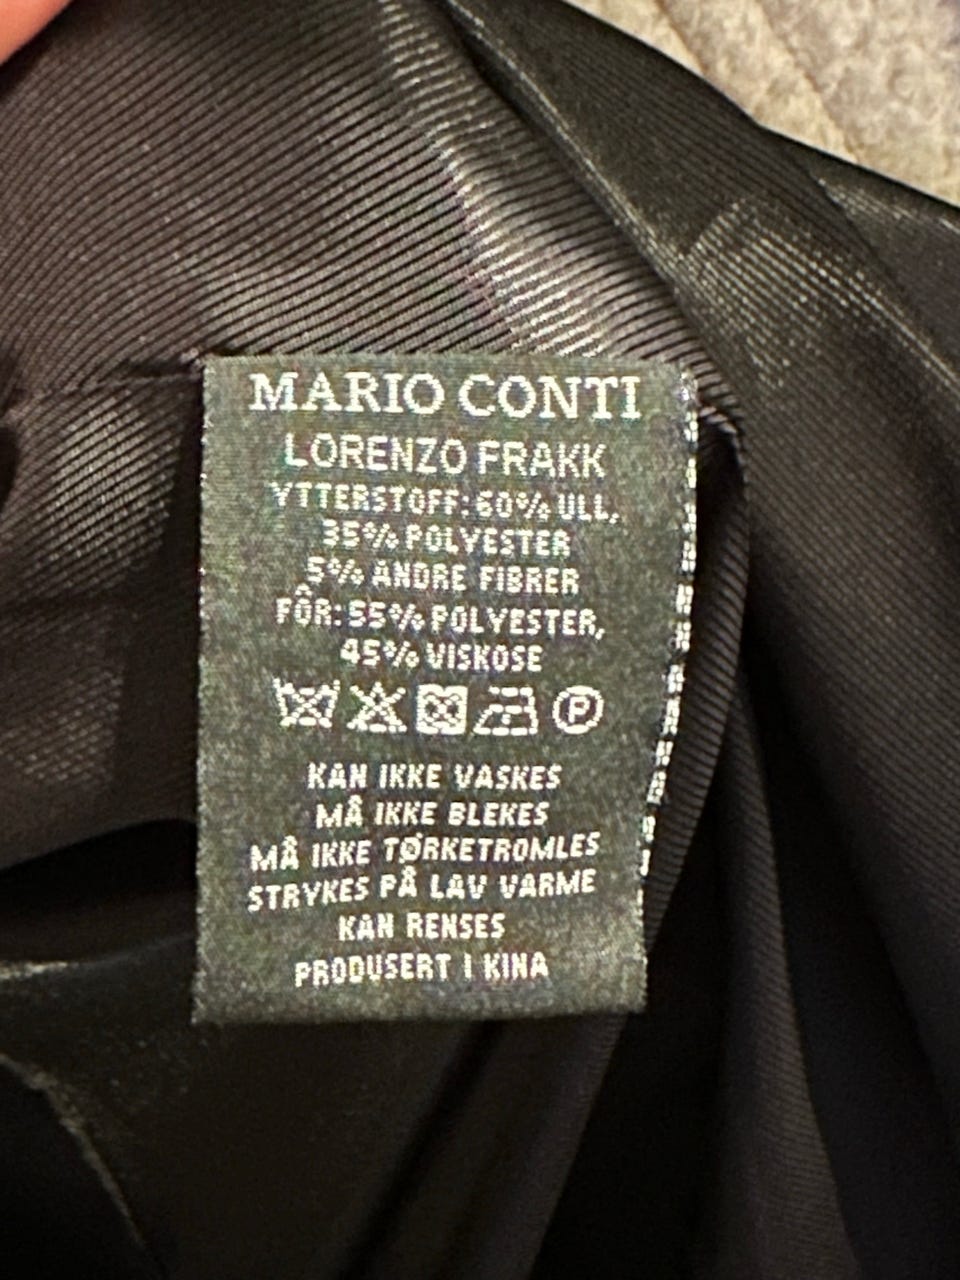 MARIO CONTI
LORENZO FRAKK
YTTERSTOFF: 60% ULL,
35% POLYESTER
5% ANDRE FIBRER
FÔR: 55% POLYESTER,
45% VISKOSE
P
KAN IKKE VASKES
MÅ IKKE BLEKES
MÅ IKKE TØRKETROMLES
STRYKES PÅ LAV VARME
KAN RENSES
PRODUSERT I KINA